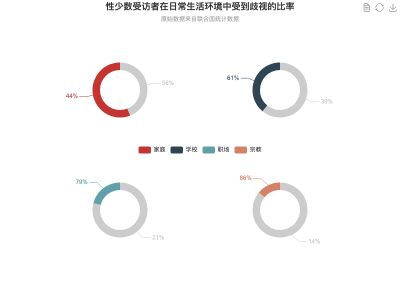 性少数受访者在日常生活环境中受到歧视的比率
原始数据来自联合国统计数据
44%
56%
61%
39%
家庭 学校 职场 宗教
79%
21%
86%
14%